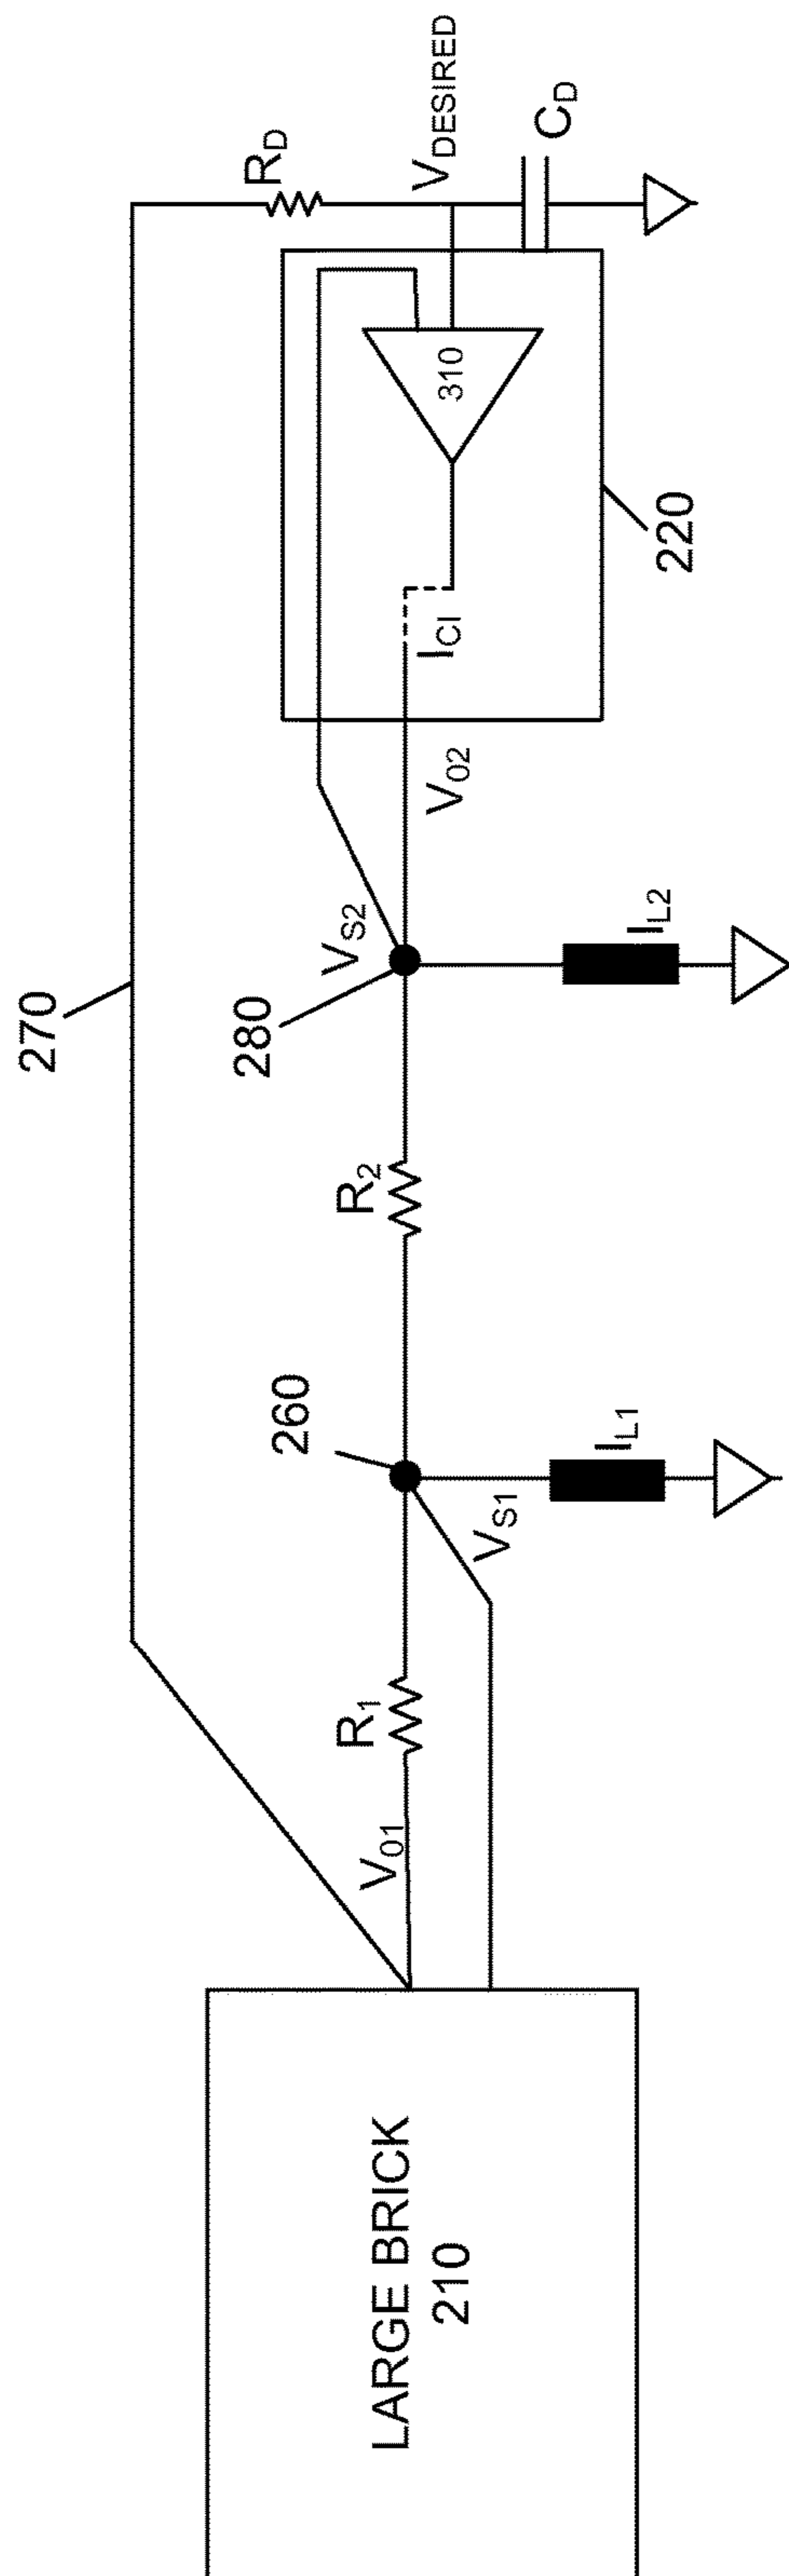 LARGE BRICK
210
V01
R1
VS1
260
IL1
R2
280
VS2
IL2
V02
270
ICI
310
220
RD
VDESIRED
CD